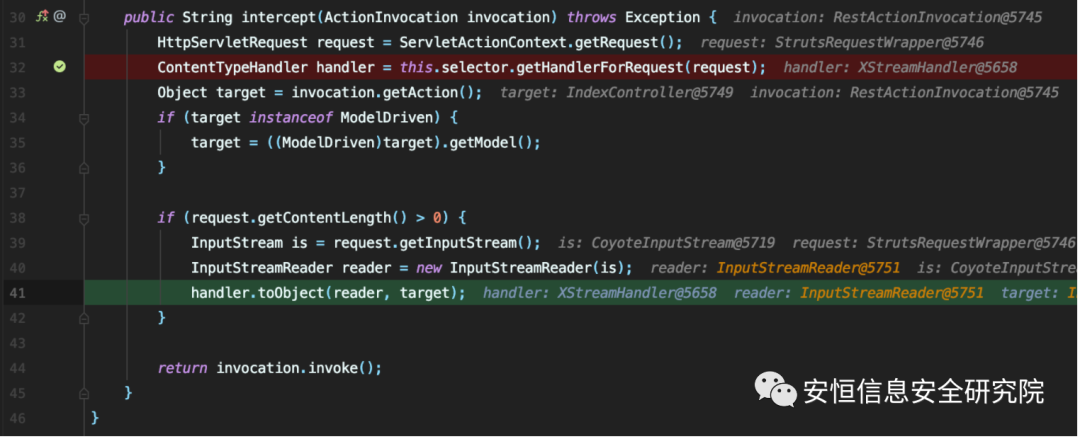 30 @ public String intercept(ActionInvocation invocation) throws Exception { invocation: RestActionInvocation@5745
31 HttpServletRequest request = ServletActionContext.getRequest(); request: StrutsRequestWrapper@5746
32 ContentTypeHandler handler = this.selector.getHandlerForRequest(request); handler: XStreamHandler@5658
33 Object target = invocation.getAction(); target: IndexController@5749 invocation: RestActionInvocation@5745
34 if (target instanceof ModelDriven) {
35 target = ((ModelDriven)target).getModel();
36 }
37
38 if (request.getContentLength() > 0) {
39 InputStream is = request.getInputStream(); is: CoyoteInputStream@5719 request: StrutsRequestWrapper@5746
40 InputStreamReader reader = new InputStreamReader(is); reader: InputStreamReader@5751 is: CoyoteInputStrea
41 handler.toObject(reader, target); handler: XStreamHandler@5658 reader: InputStreamReader@5751 target: I
42 }
43
44 return invocation.invoke();
45 }
46 }
安恒信息安全研究院